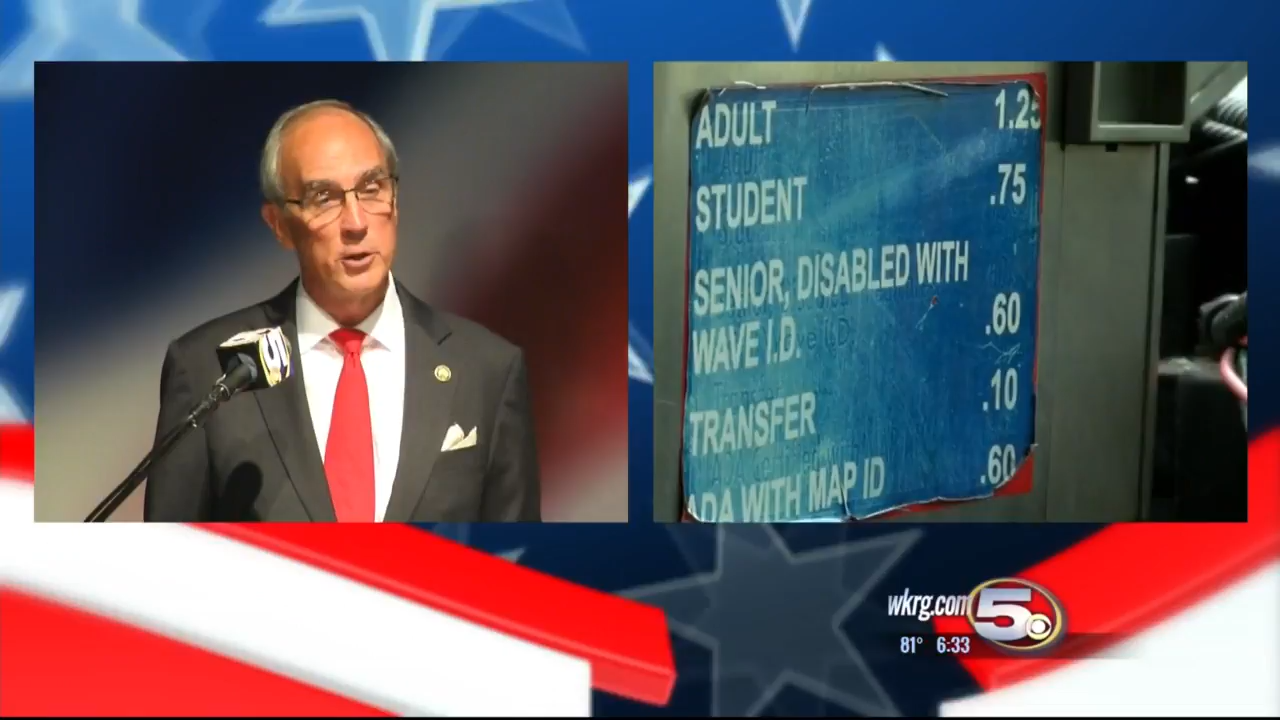 5
ADULT 1.25
STUDENT .75
SENIOR, DISABLED WITH
WAVE I.D. .60
TRANSFER .10
ADA WITH MAP ID .60
wkrg.com 5
81° 6:33